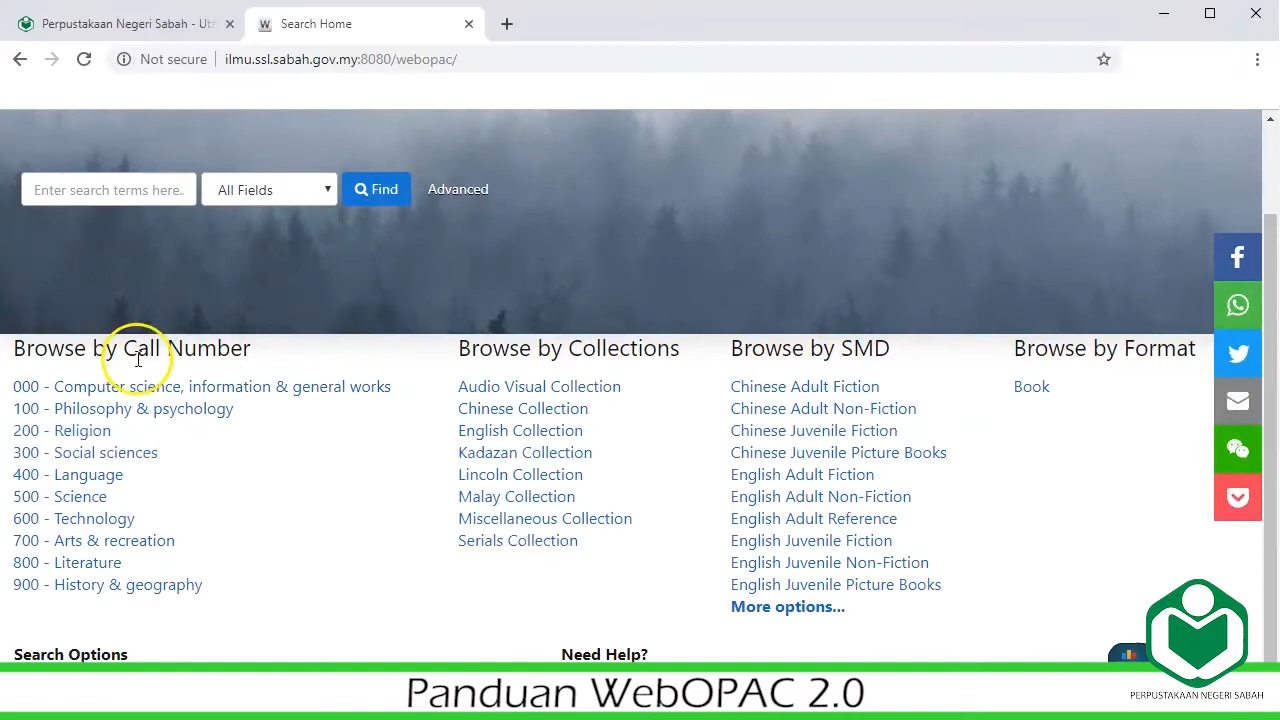 Perpustakaan Negeri Sabah - Uta
Search Home
Not secure
ilmu.ssl.sabah.gov.my:8080/webopac/
Enter search terms here..
All Fields
Find
Advanced
Browse by Call Number
000 - Computer science, information & general works
100 - Philosophy & psychology
200 - Religion
300 - Social sciences
400 - Language
500 - Science
600 - Technology
700 - Arts & recreation
800 - Literature
900 - History & geography
Browse by Collections
Audio Visual Collection
Chinese Collection
English Collection
Kadazan Collection
Lincoln Collection
Malay Collection
Miscellaneous Collection
Serials Collection
Browse by SMD
Chinese Adult Fiction
Chinese Adult Non-Fiction
Chinese Juvenile Fiction
Chinese Juvenile Picture Books
English Adult Fiction
English Adult Non-Fiction
English Adult Reference
English Juvenile Fiction
English Juvenile Non-Fiction
English Juvenile Picture Books
More options...
Browse by Format
Book
Search Options
Need Help?
Panduan WebOPAC 2.0
PERPUSTAKAAN NEGERI SABAH